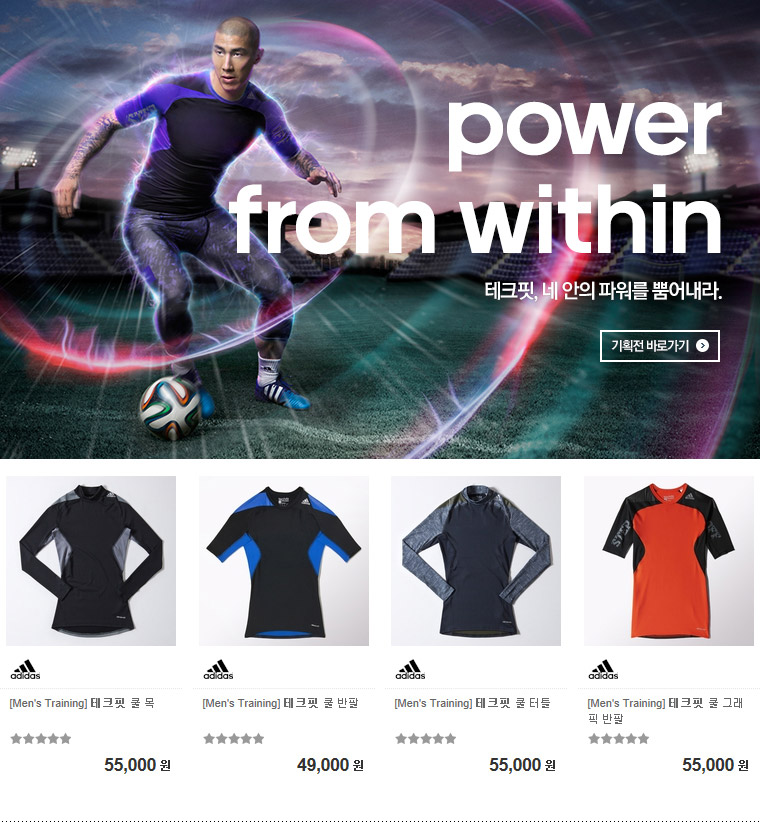 power
from within
테크핏, 네 안의 파워를 뿜어내라.
기획전 바로가기
adidas
adidas
adidas
adidas
[Men's Training] 테크핏 쿨 목
[Men's Training] 테크핏 쿨 반팔
[Men's Training] 테크핏 쿨 터틀
[Men's Training] 테크핏 쿨 그래
픽 반팔
55,000 원
49,000 원
55,000 원
55,000 원